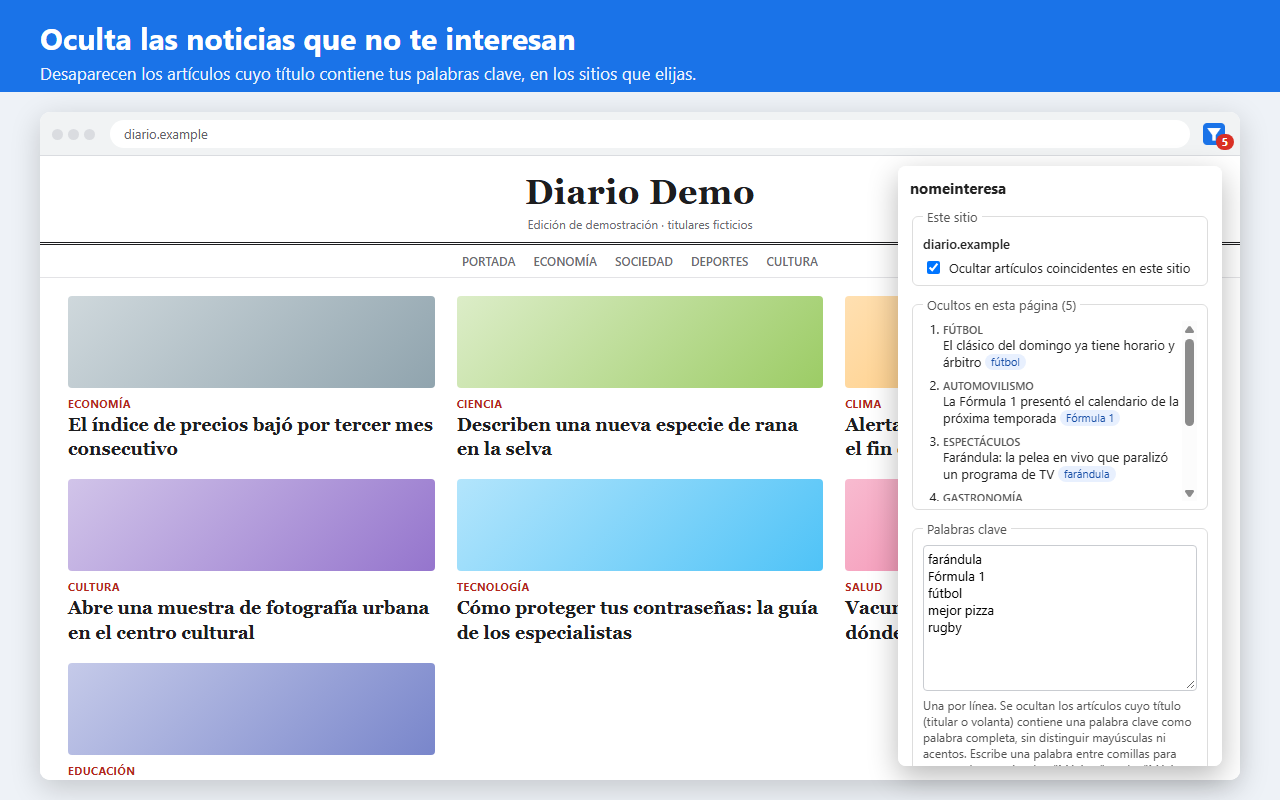 Oculta las noticias que no te interesan
Desaparecen los artículos cuyo título contiene tus palabras clave, en los sitios que elijas.
diario.example
5
Diario Demo
Edición de demostración · titulares ficticios
PORTADA ECONOMÍA SOCIEDAD DEPORTES CULTURA
ECONOMÍA
El índice de precios bajó por tercer mes
consecutivo
CIENCIA
Describen una nueva especie de rana
en la selva
CLIMA
Alerta
el fin
CULTURA
Abre una muestra de fotografía urbana
en el centro cultural
TECNOLOGÍA
Cómo proteger tus contraseñas: la guía
de los especialistas
SALUD
dónde
EDUCACIÓN
nomeinteresa
Este sitio
diario.example
Ocultar artículos coincidentes en este sitio
Ocultos en esta página (5)
1. FÚTBOL
El clásico del domingo ya tiene horario y
árbitro fútbol
2. AUTOMOVILISMO
La Fórmula 1 presentó el calendario de la
próxima temporada Fórmula 1
3. ESPECTÁCULOS
Farándula: la pelea en vivo que paralizó
un programa de TV farándula
4. GASTRONOMÍA
Palabras clave
farándula
Fórmula 1
fútbol
mejor pizza
rugby
Una por línea. Se ocultan los artículos cuyo título
(titular o volanta) contiene una palabra clave como
palabra completa, sin distinguir mayúsculas ni
acentos. Escribe una palabra entre comillas para